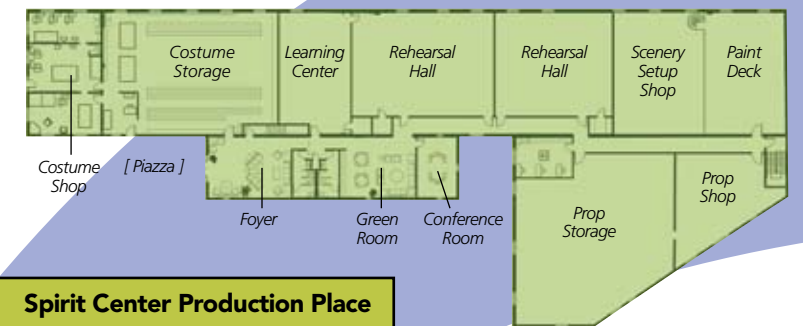 Costume
Storage
Learning
Center
Rehearsal
Hall
Rehearsal
Hall
Scenery
Setup
Shop
Paint
Deck
Costume
Shop
[ Piazza ]
Foyer
Green
Room
Conference
Room
Prop
Storage
Prop
Shop
Spirit Center Production Place